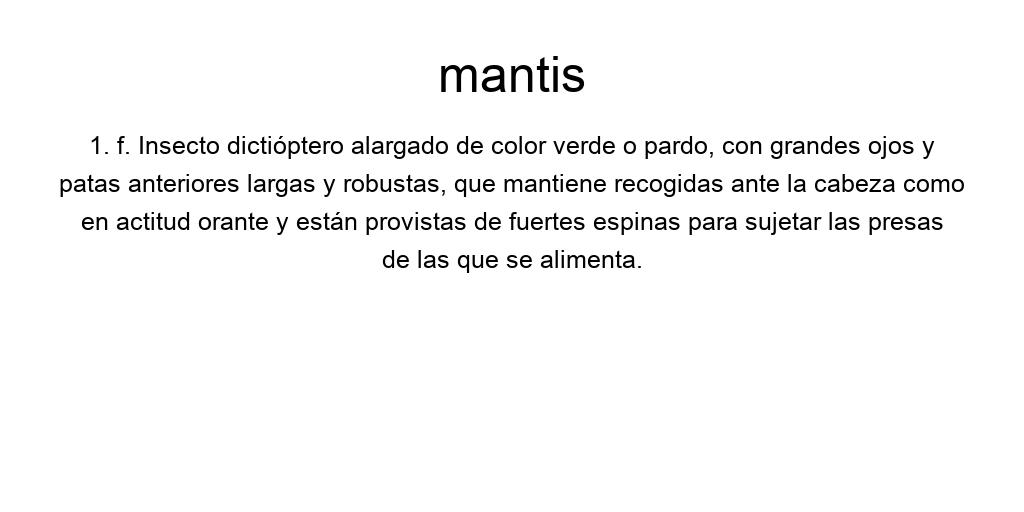 mantis
1. f. Insecto dictióptero alargado de color verde o pardo, con grandes ojos y
patas anteriores largas y robustas, que mantiene recogidas ante la cabeza como
en actitud orante y están provistas de fuertes espinas para sujetar las presas
de las que se alimenta.